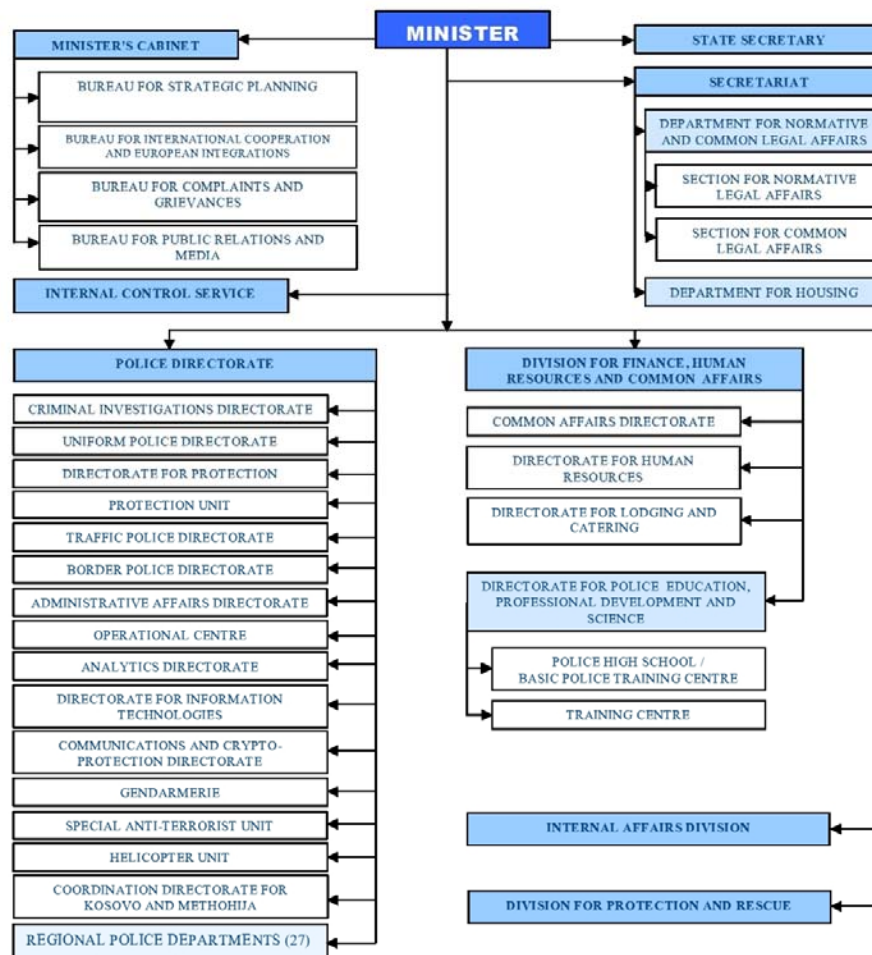 MINISTER
MINISTER'S CABINET
BUREAU FOR STRATEGIC PLANNING
BUREAU FOR INTERNATIONAL COOPERATION
AND EUROPEAN INTEGRATIONS
BUREAU FOR COMPLAINTS AND
GRIEVANCES
BUREAU FOR PUBLIC RELATIONS AND
MEDIA
INTERNAL CONTROL SERVICE
STATE SECRETARY
SECRETARIAT
DEPARTMENT FOR NORMATIVE
AND COMMON LEGAL AFFAIRS
SECTION FOR NORMATIVE
LEGAL AFFAIRS
SECTION FOR COMMON
LEGAL AFFAIRS
DEPARTMENT FOR HOUSING
POLICE DIRECTORATE
CRIMINAL INVESTIGATIONS DIRECTORATE
UNIFORM POLICE DIRECTORATE
DIRECTORATE FOR PROTECTION
PROTECTION UNIT
TRAFFIC POLICE DIRECTORATE
BORDER POLICE DIRECTORATE
ADMINISTRATIVE AFFAIRS DIRECTORATE
OPERATIONAL CENTRE
ANALYTICS DIRECTORATE
DIRECTORATE FOR INFORMATION
TECHNOLOGIES
COMMUNICATIONS AND CRYPTO-
PROTECTION DIRECTORATE
GENDARMERIE
SPECIAL ANTI-TERRORIST UNIT
HELICOPTER UNIT
COORDINATION DIRECTORATE FOR
KOSOVO AND METHOHIJA
REGIONAL POLICE DEPARTMENTS (27)
DIVISION FOR FINANCE, HUMAN
RESOURCES AND COMMON AFFAIRS
COMMON AFFAIRS DIRECTORATE
DIRECTORATE FOR HUMAN
RESOURCES
DIRECTORATE FOR LODGING AND
CATERING
DIRECTORATE FOR POLICE EDUCATION,
PROFESSIONAL DEVELOPMENT AND
SCIENCE
POLICE HIGH SCHOOL /
BASIC POLICE TRAINING CENTRE
TRAINING CENTRE
INTERNAL AFFAIRS DIVISION
DIVISION FOR PROTECTION AND RESCUE